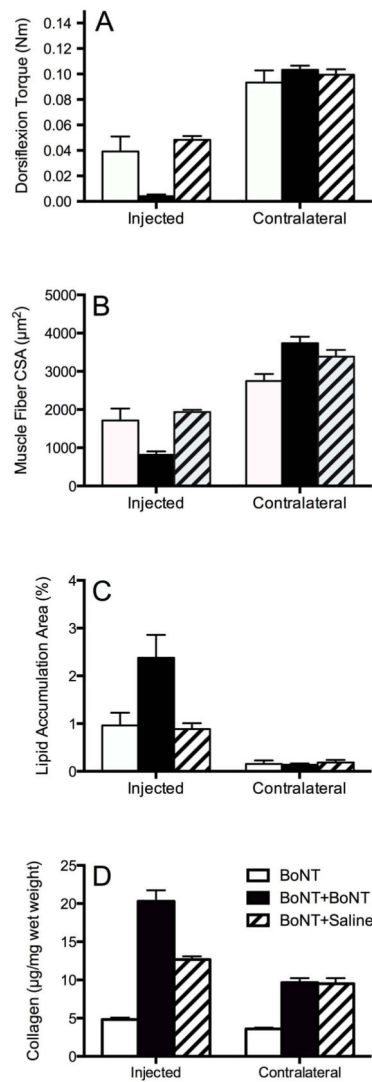 A
Dorsiflexion Torque (Nm)
0.14
0.12
0.10
0.08
0.06
0.04
0.02
0.00
Injected
Contralateral
B
Muscle Fiber CSA (µm²)
5000
4000
3000
2000
1000
0
Injected
Contralateral
C
Lipid Accumulation Area (%)
4
3
2
1
0
Injected
Contralateral
D
Collagen (µg/mg wet weight)
25
20
15
10
5
0
BoNT
BoNT+BoNT
BoNT+Saline
Injected
Contralateral